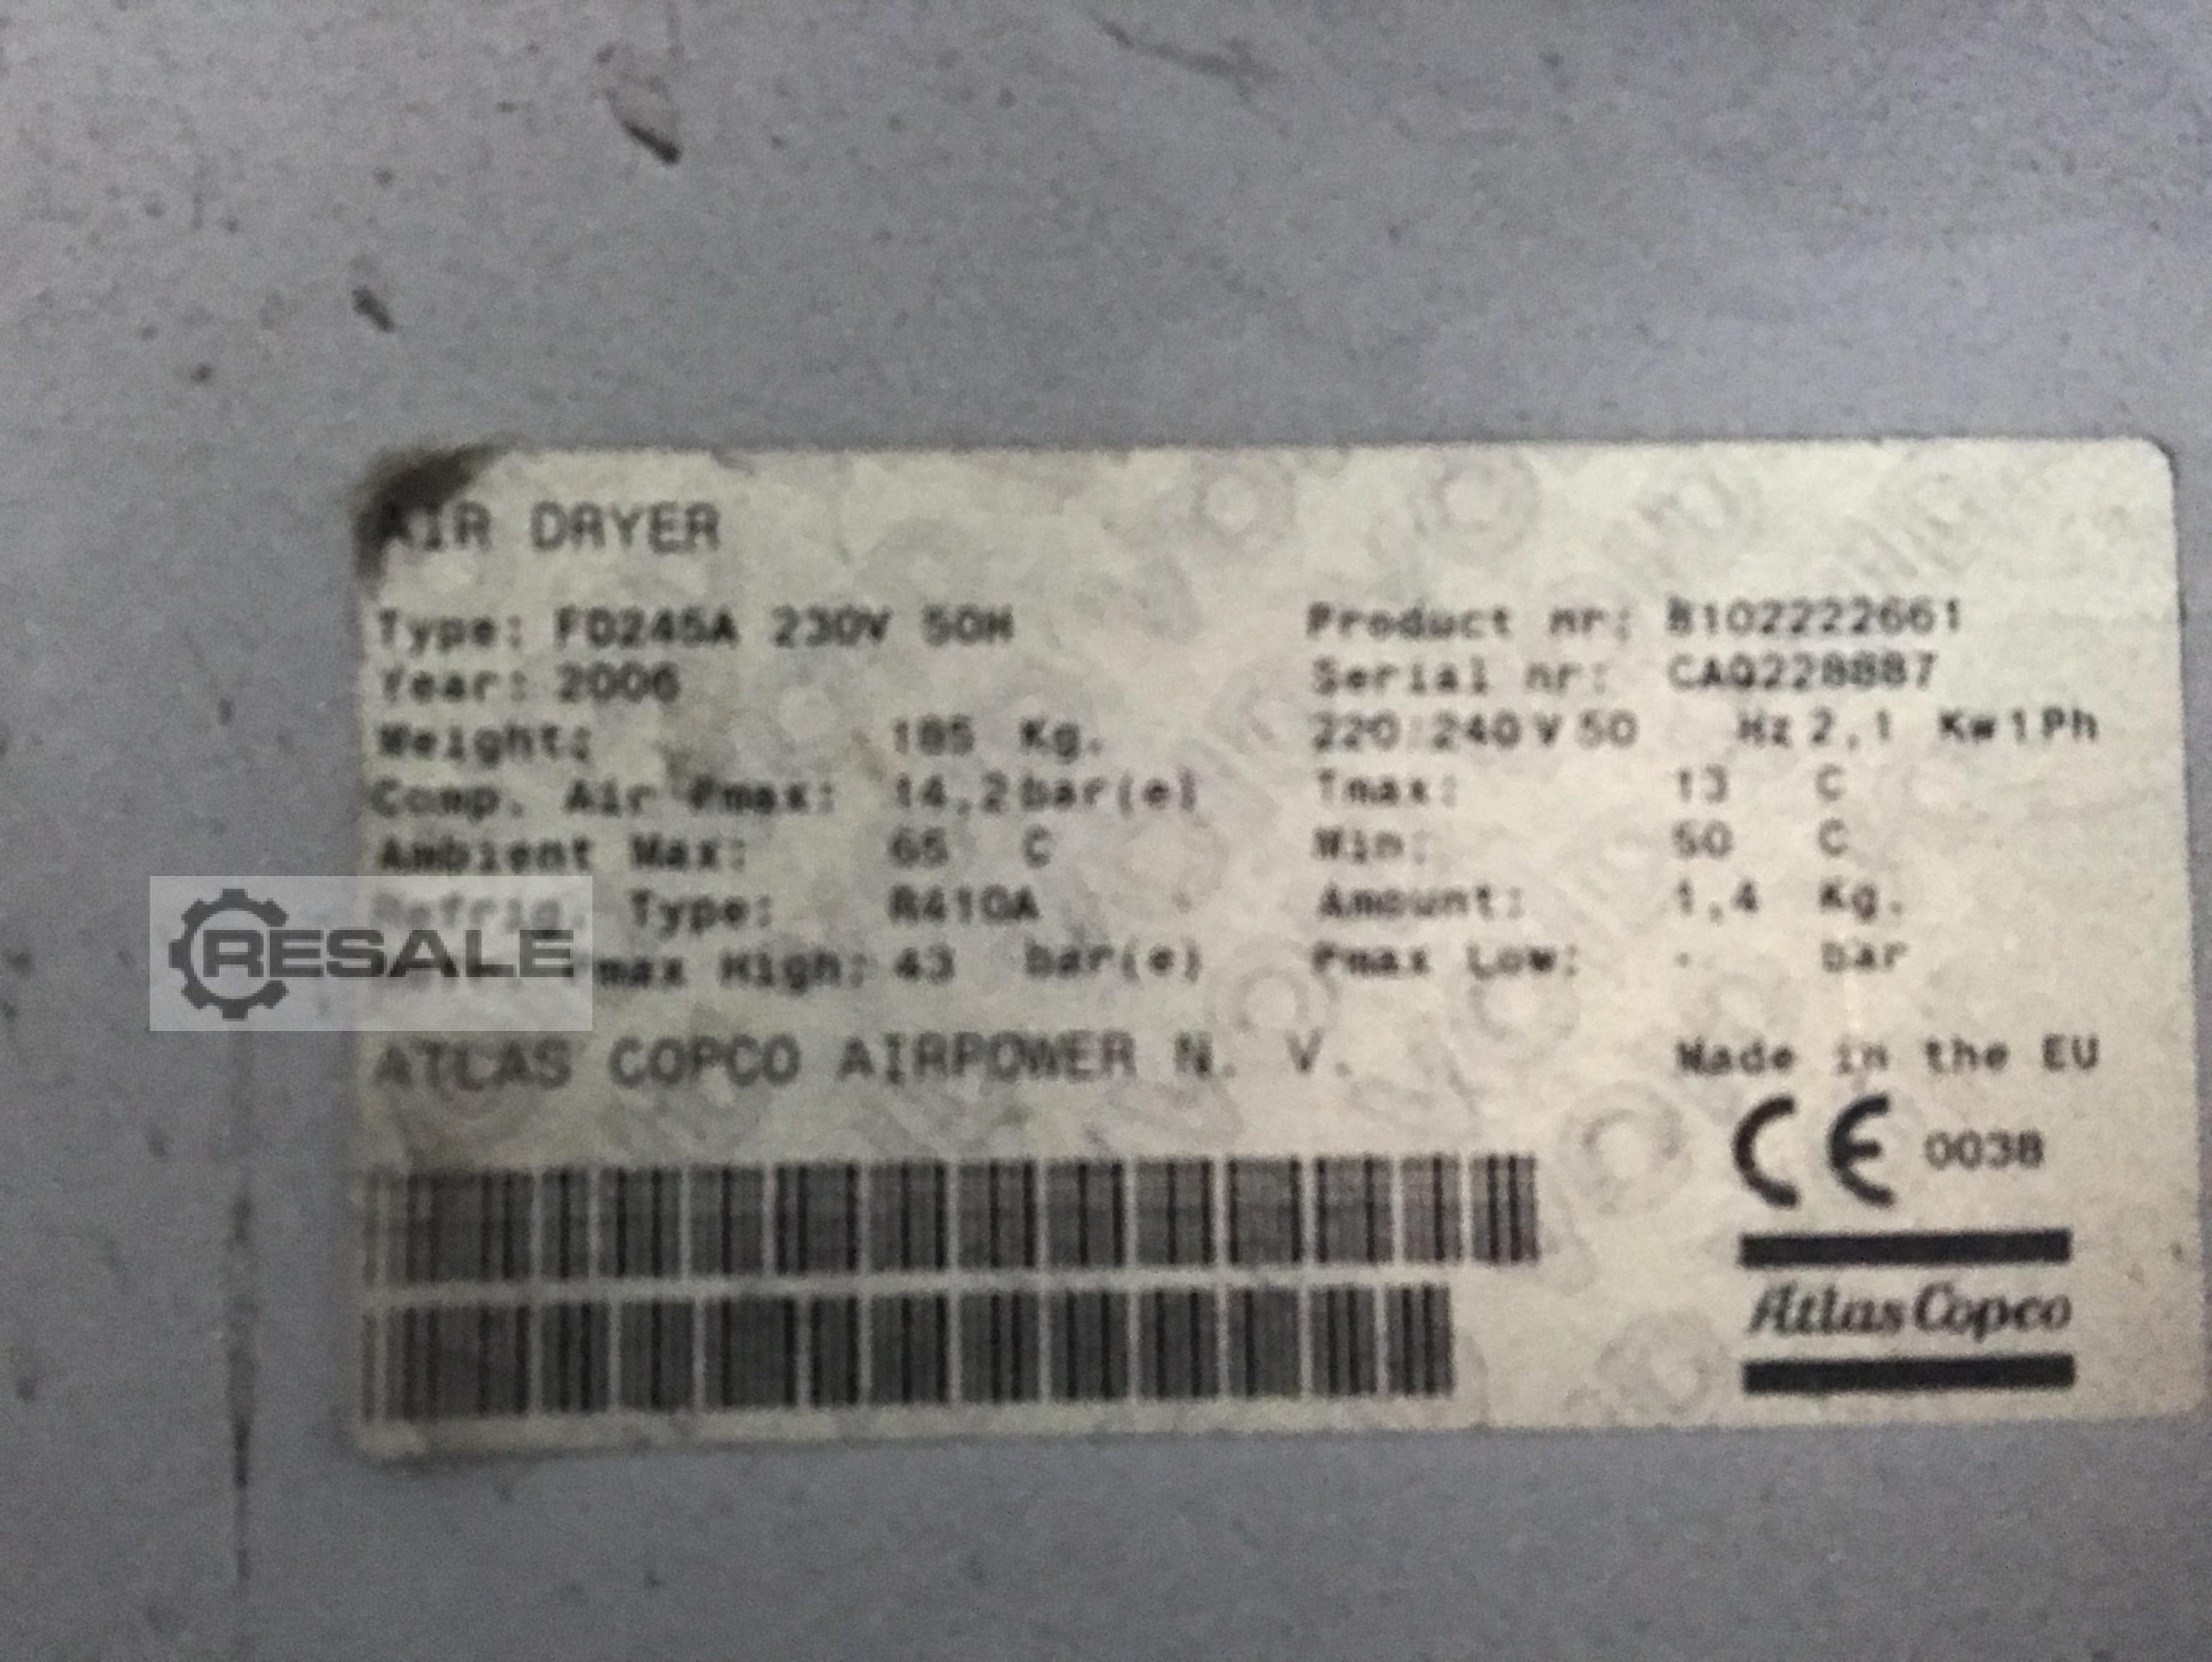 AIR DRYER
Type: FD245A 230V 50H Product nr: 8102222661
Year: 2006 Serial nr: CAQ228887
Weight: 185 Kg. 220/240 V 50 Hz 2,1 Kw 1 Ph
Comp. Air Pmax: 14,2 bar(e) Tmax: 13 C
Ambient Max: 65 C Min: 50 C
Refrig. Type: R410A Amount: 1,4 Kg.
max High: 43 bar(e) Pmax Low: - bar
RESALE
ATLAS COPCO AIRPOWER N. V. Made in the EU
CE 0038
Atlas Copco